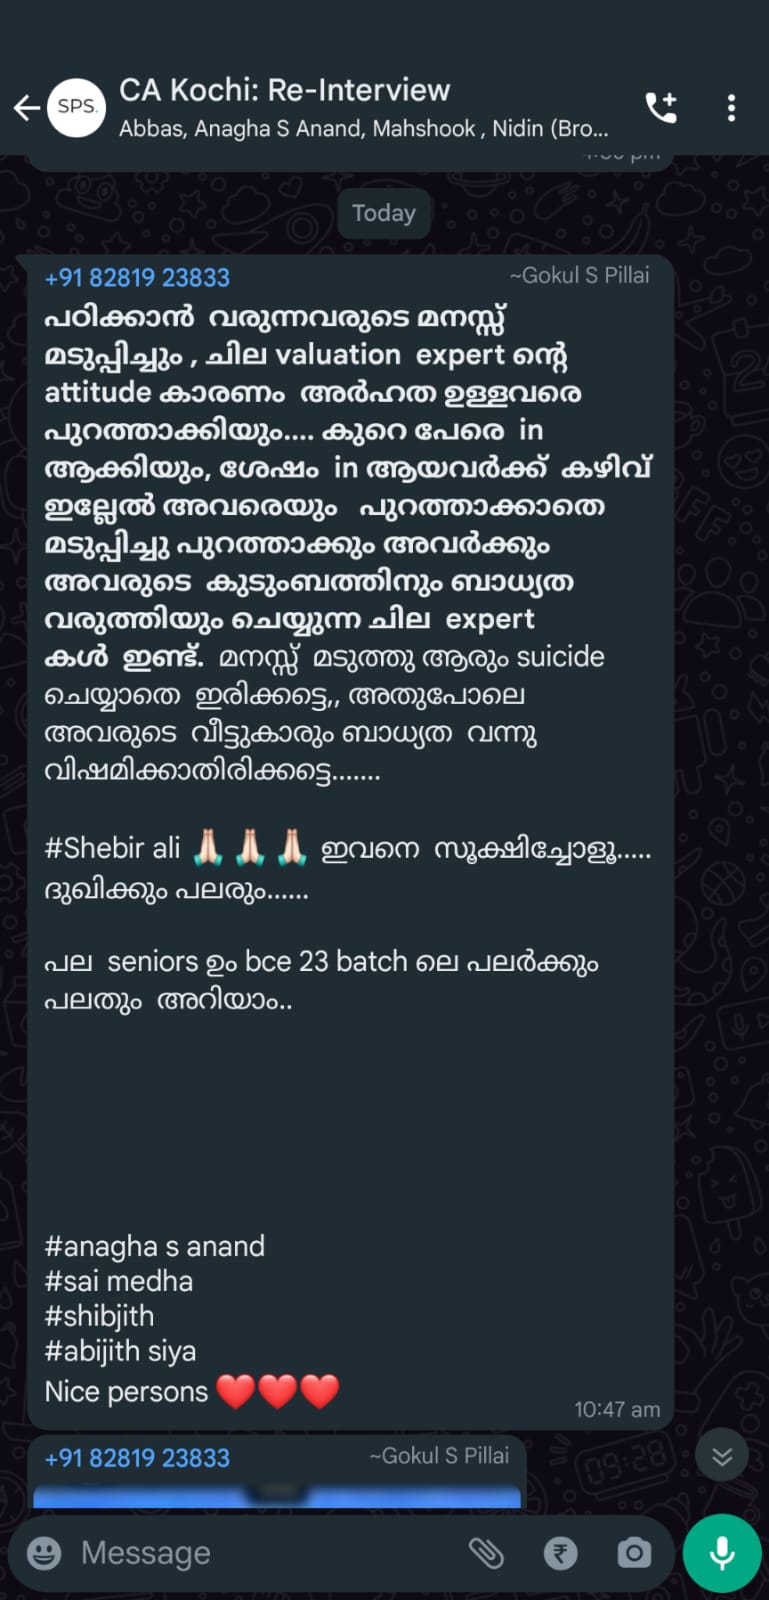 CA Kochi: Re-Interview
SPS.
Abbas, Anagha S Anand, Mahshook , Nidin (Bro...
Today
+91 82819 23833 ~Gokul S Pillai
പഠിക്കാൻ വരുന്നവരുടെ മനസ്സ്
മടുപ്പിച്ചും , ചില valuation expert ന്റെ
attitude കാരണം അർഹത ഉള്ളവരെ
പുറത്താക്കിയും.... കുറെ പേരെ in
ആക്കിയും, ശേഷം in ആയവർക്ക് കഴിവ്
ഇല്ലേൽ അവരെയും പുറത്താക്കാതെ
മടുപ്പിച്ചു പുറത്താക്കും അവർക്കും
അവരുടെ കുടുംബത്തിനും ബാധ്യത
വരുത്തിയും ചെയ്യുന്ന ചില expert
കൾ ഇണ്ട്. മനസ്സ് മടുത്തു ആരും suicide
ചെയ്യാതെ ഇരിക്കട്ടെ,, അതുപോലെ
അവരുടെ വീട്ടുകാരും ബാധ്യത വന്നു
വിഷമിക്കാതിരിക്കട്ടെ.......
#Shebir ali 🙏🏻 🙏🏻 🙏🏻 ഇവനെ സൂക്ഷിച്ചോളൂ.....
ദുഖിക്കും പലരും......
പല seniors ഉം bce 23 batch ലെ പലർക്കും
പലതും അറിയാം..
#anagha s anand
#sai medha
#shibjith
#abijith siya
Nice persons ❤️❤️❤️
10:47 am
+91 82819 23833 ~Gokul S Pillai
Message